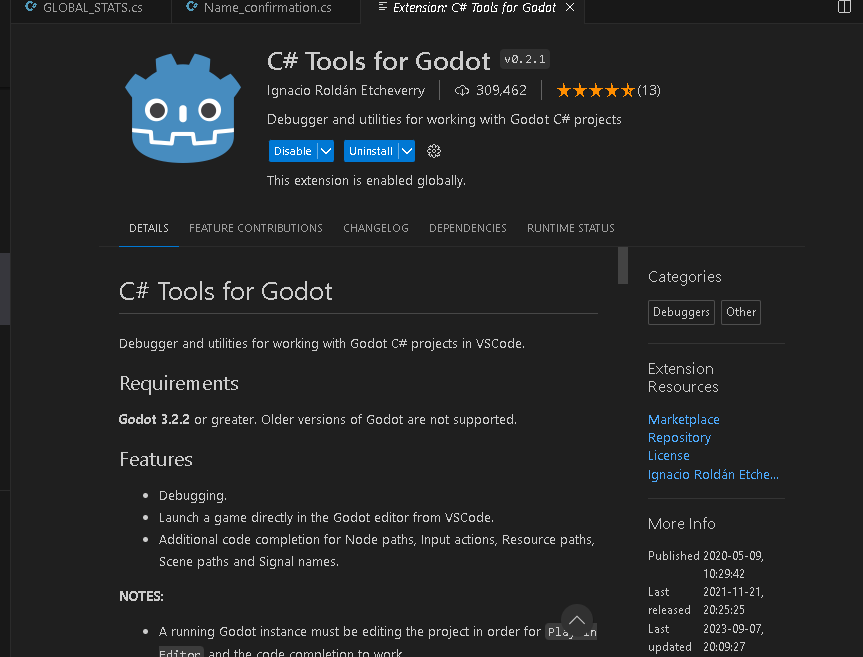 GLOBAL_STATS.cs
Name_confirmation.cs
Extension: C# Tools for Godot
C# Tools for Godot v0.2.1
Ignacio Roldán Etcheverry 309,462 (13)
Debugger and utilities for working with Godot C# projects
Disable Uninstall
This extension is enabled globally.
DETAILS FEATURE CONTRIBUTIONS CHANGELOG DEPENDENCIES RUNTIME STATUS
C# Tools for Godot
Debugger and utilities for working with Godot C# projects in VSCode.
Requirements
Godot 3.2.2 or greater. Older versions of Godot are not supported.
Features
Debugging.
Launch a game directly in the Godot editor from VSCode.
Additional code completion for Node paths, Input actions, Resource paths,
Scene paths and Signal names.
NOTES:
A running Godot instance must be editing the project in order for Play in
Editor and the code completion to work.
Categories
Debuggers Other
Extension
Resources
Marketplace
Repository
License
Ignacio Roldán Etche...
More Info
Published 2020-05-09,
10:29:42
Last 2021-11-21,
released 20:25:25
Last 2023-09-07,
updated 20:09:27